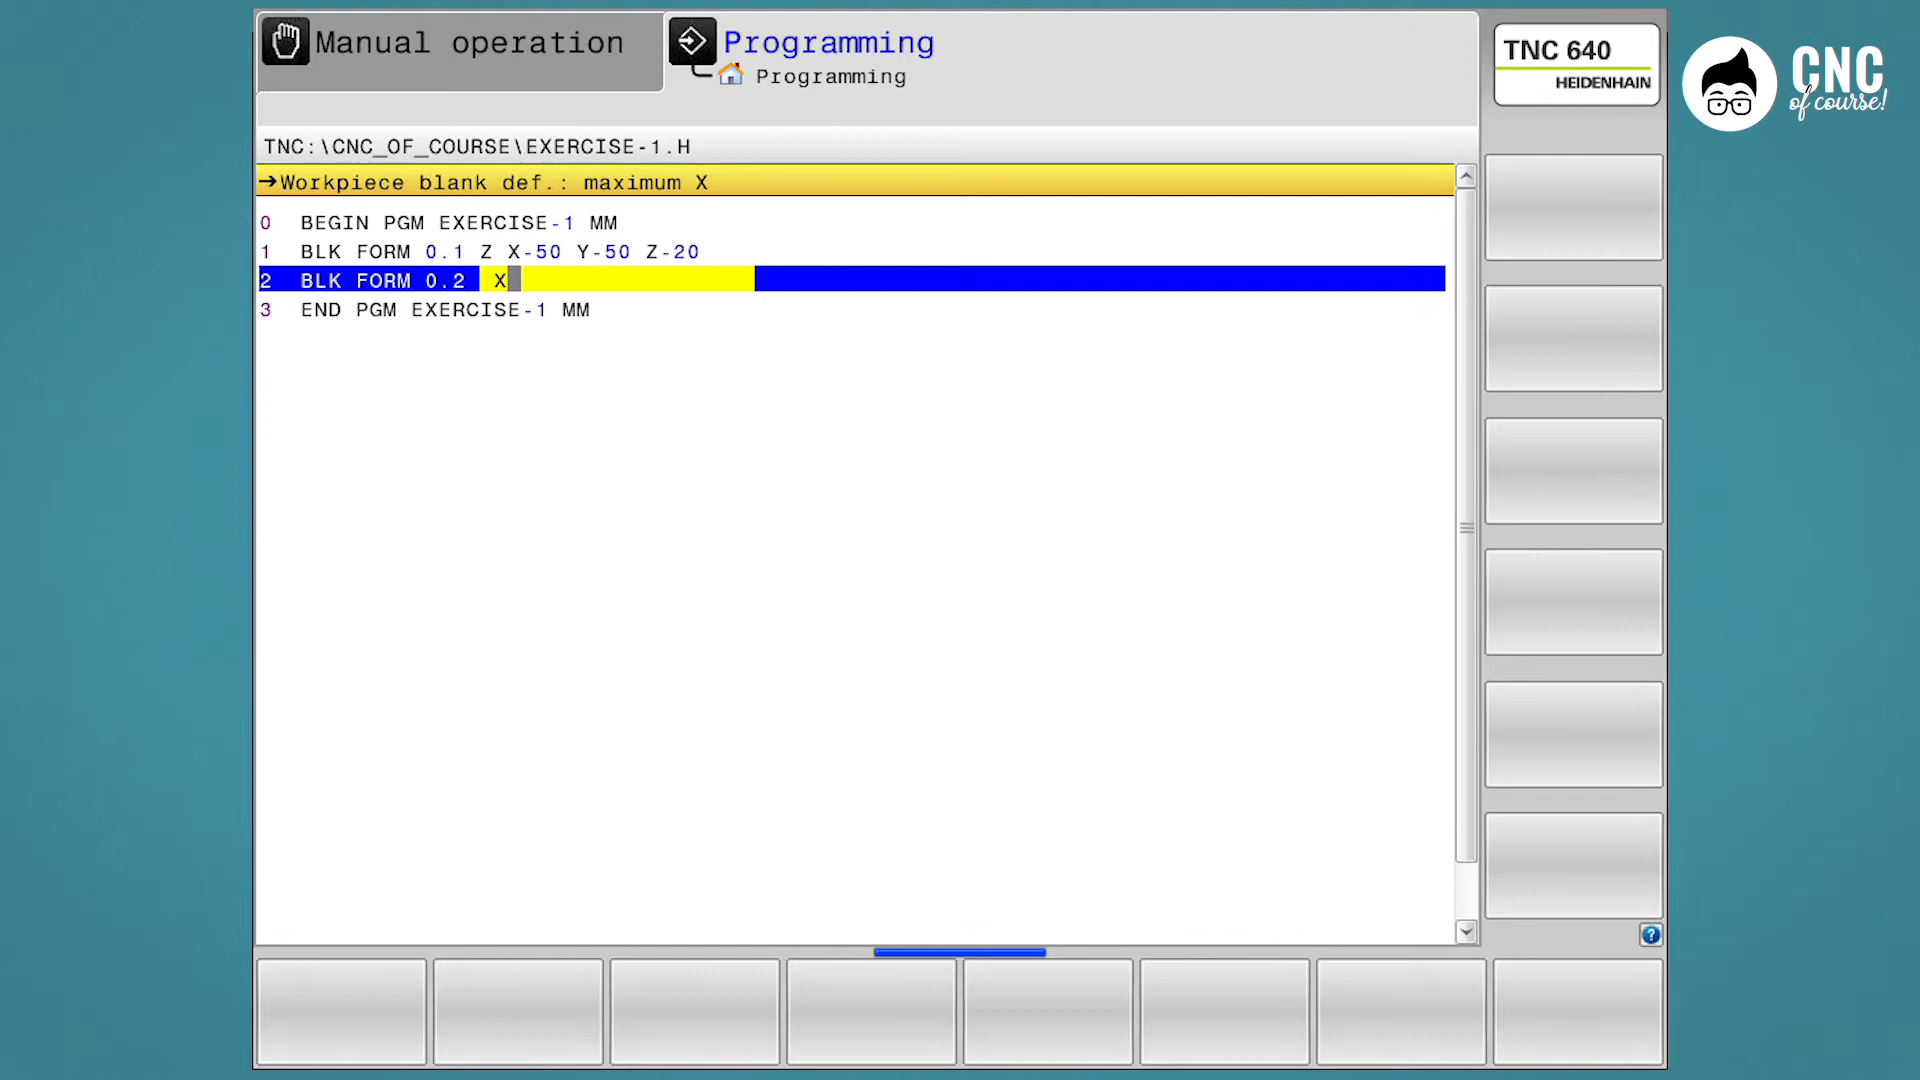 Manual operation
Programming
Programming
TNC 640
HEIDENHAIN
CNC
of course!
TNC:\CNC_OF_COURSE\EXERCISE-1.H
→Workpiece blank def.: maximum X
0 BEGIN PGM EXERCISE-1 MM
1 BLK FORM 0.1 Z X-50 Y-50 Z-20
2 BLK FORM 0.2 X
3 END PGM EXERCISE-1 MM
?